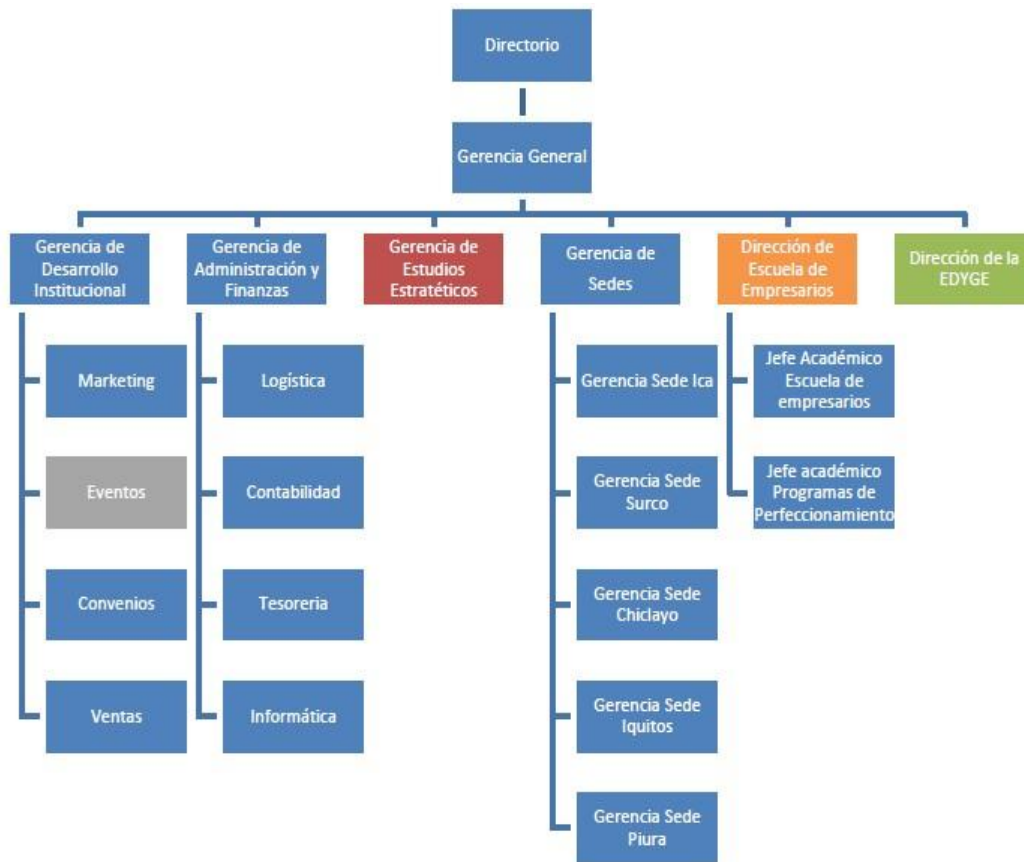 Directorio
Gerencia General
Gerencia de
Desarrollo
Institucional
Gerencia de
Administración y
Finanzas
Gerencia de
Estudios
Estratéticos
Gerencia de
Sedes
Dirección de
Escuela de
Empresarios
Dirección de la
EDYGE
Marketing
Eventos
Convenios
Ventas
Logística
Contabilidad
Tesoreria
Informática
Gerencia Sede Ica
Gerencia Sede
Surco
Gerencia Sede
Chiclayo
Gerencia Sede
Iquitos
Gerencia Sede
Piura
Jefe Académico
Escuela de
empresarios
Jefe académico
Programas de
Perfeccionamiento